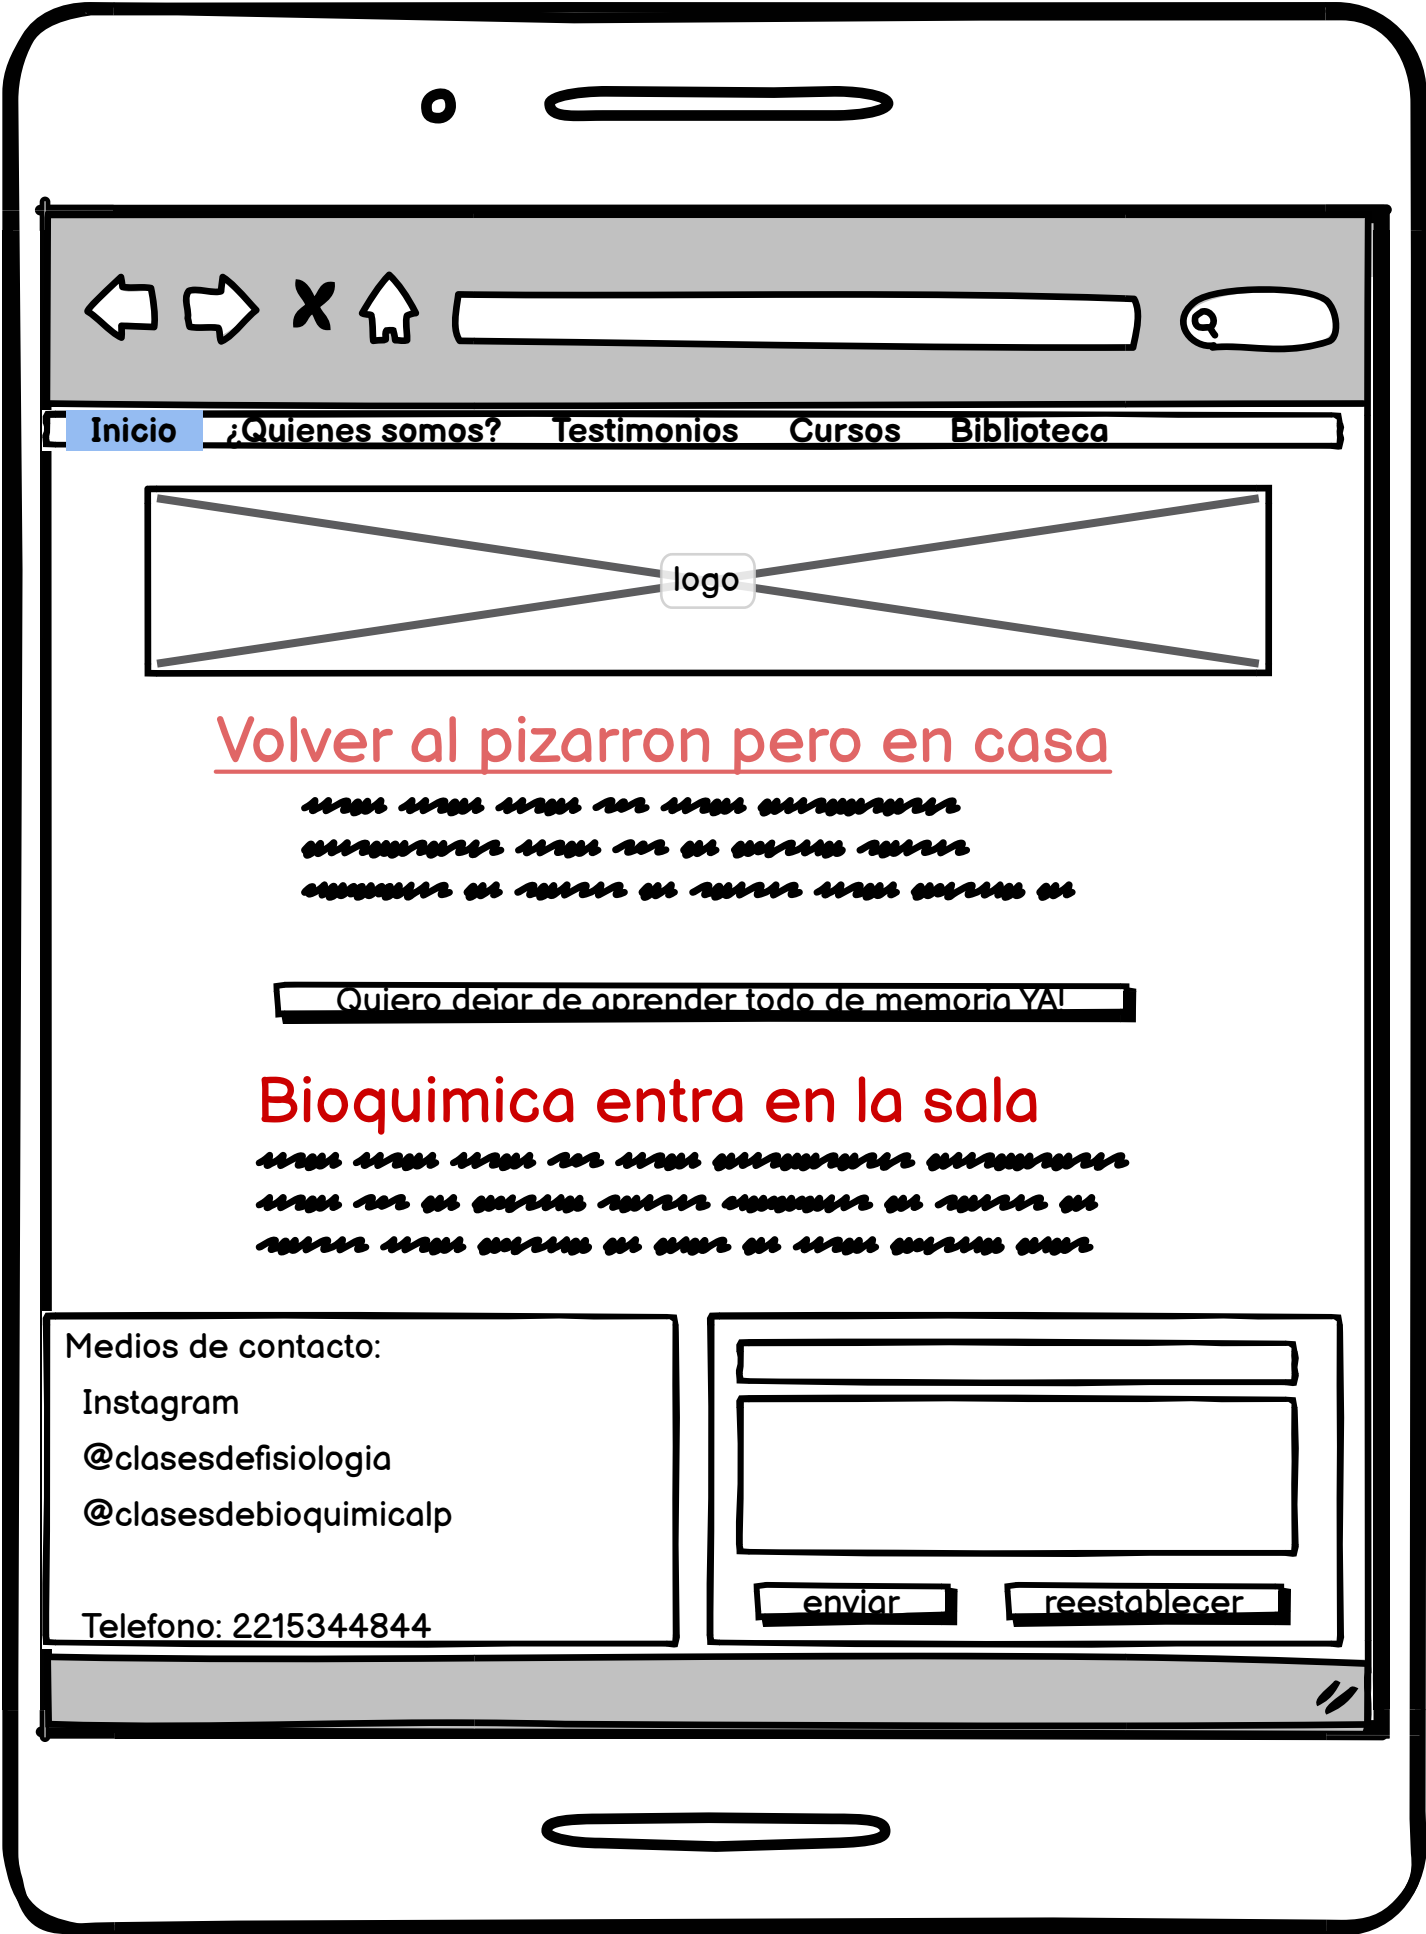 Inicio ¿Quienes somos? Testimonios Cursos Biblioteca
logo
Volver al pizarron pero en casa
Quiero dejar de aprender todo de memoria YA!
Bioquimica entra en la sala
Medios de contacto:
Instagram
@clasesdefisiologia
@clasesdebioquimicalp
Telefono: 2215344844
enviar reestablecer